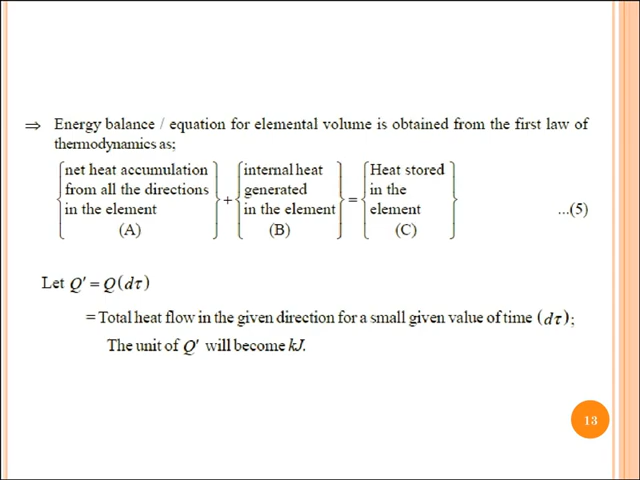 ⇒ Energy balance / equation for elemental volume is obtained from the first law of
thermodynamics as;
{net heat accumulation from all the directions in the element (A)} + {internal heat generated in the element (B)} = {Heat stored in the element (C)} ...(5)
Let Q′ = Q(dτ)
= Total heat flow in the given direction for a small given value of time (dτ);
The unit of Q′ will become kJ.
13